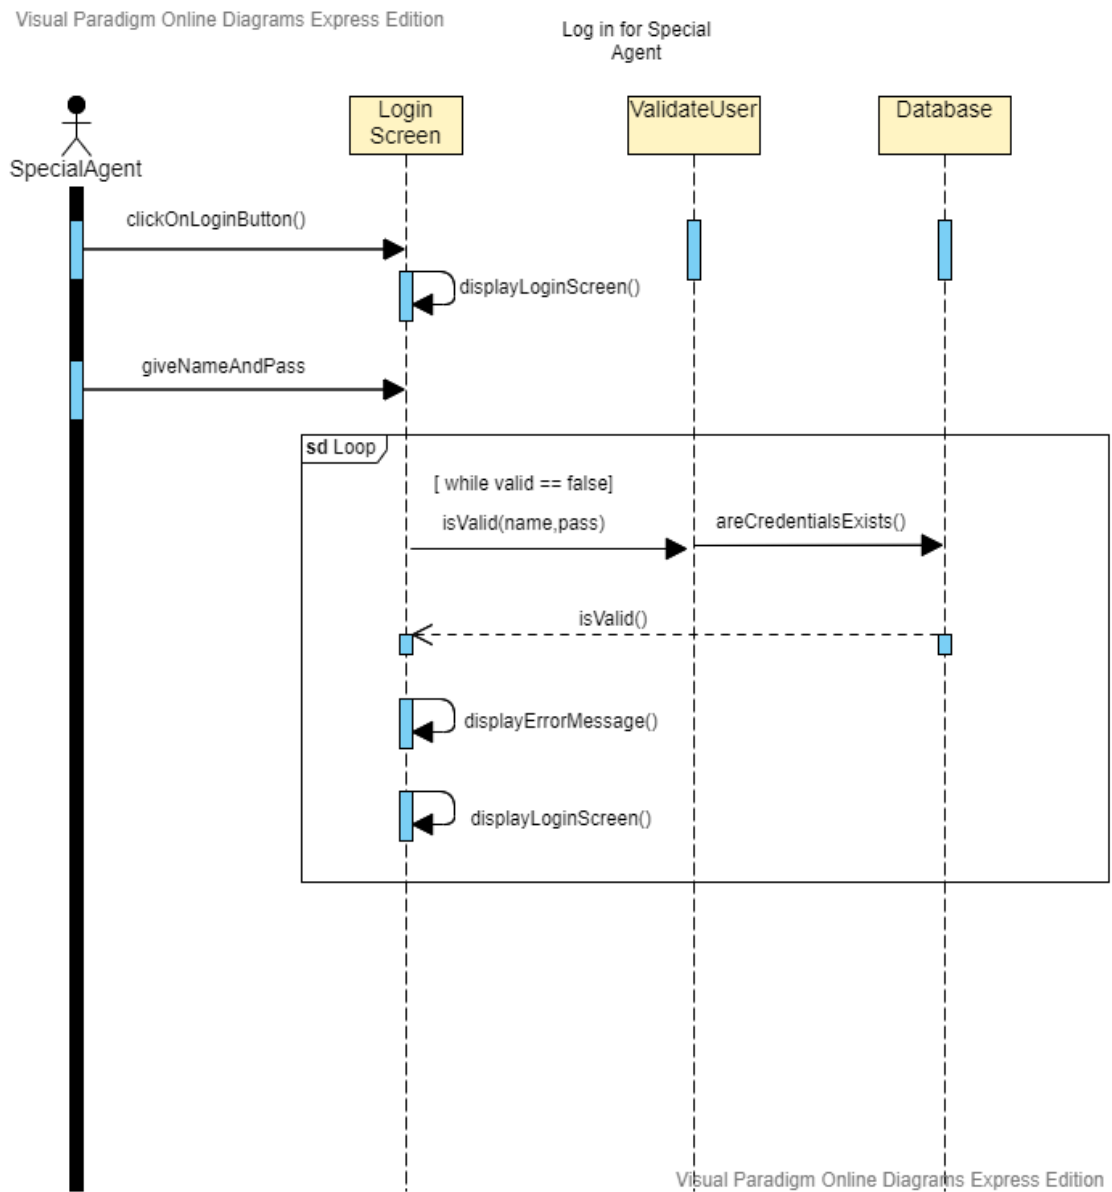 Visual Paradigm Online Diagrams Express Edition
Log in for Special
Agent
SpecialAgent
Login
Screen
ValidateUser
Database
clickOnLoginButton()
displayLoginScreen()
giveNameAndPass
sd Loop
[ while valid == false]
isValid(name,pass)
areCredentialsExists()
isValid()
displayErrorMessage()
displayLoginScreen()
Visual Paradigm Online Diagrams Express Edition